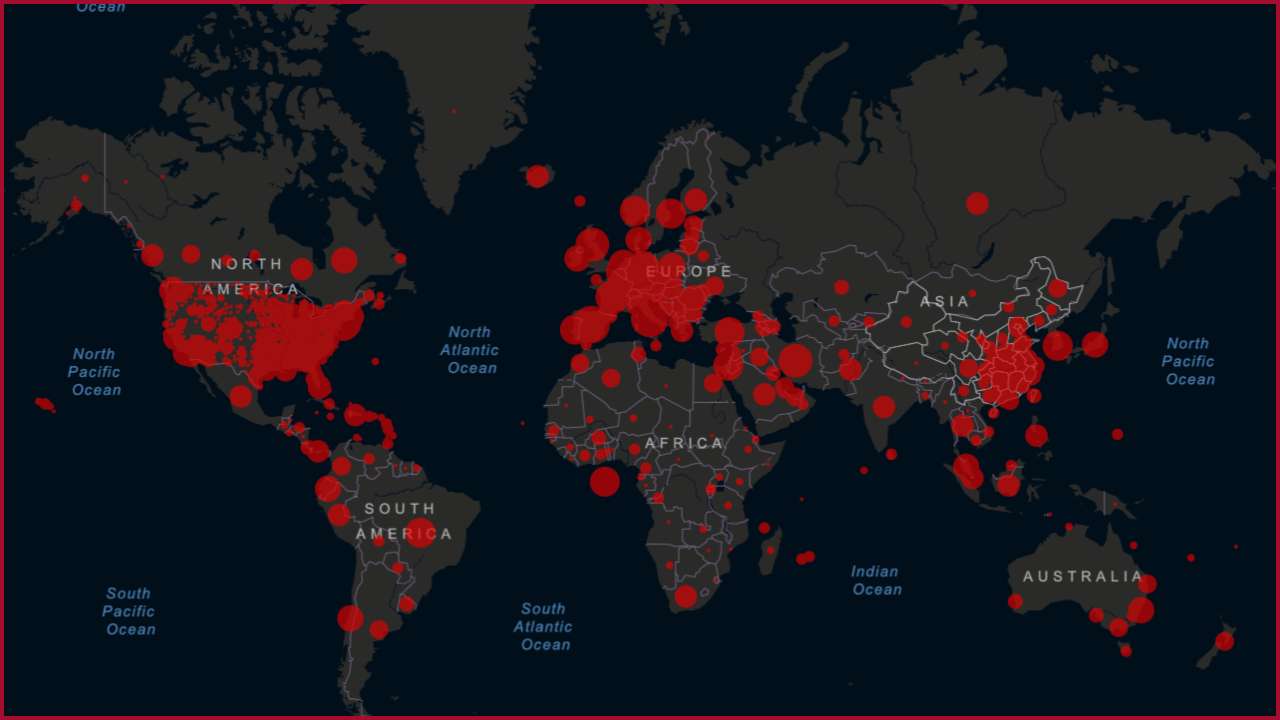 Ocean
NORTH
AMERICA
EUROPE
ASIA
North
Pacific
Ocean
North
Atlantic
Ocean
North
Pacific
Ocean
AFRICA
SOUTH
AMERICA
South
Pacific
Ocean
South
Atlantic
Ocean
Indian
Ocean
AUSTRALIA